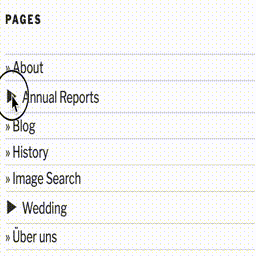 PAGES
» About
Annual Reports
» Blog
» History
» Image Search
Wedding
» Über uns